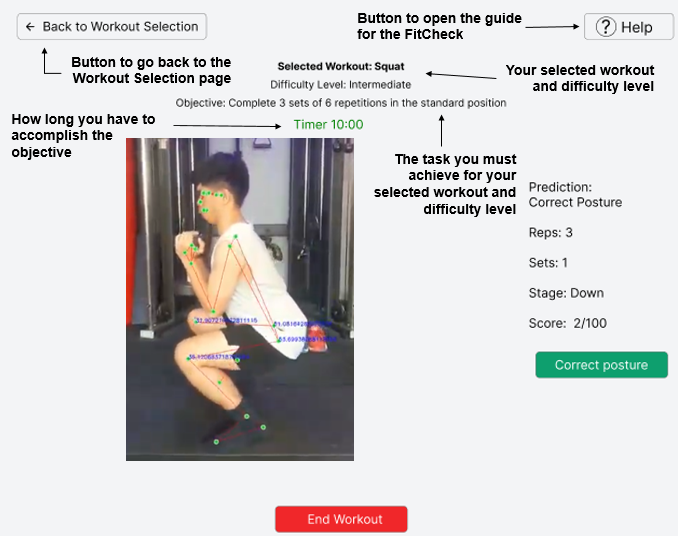 ← Back to Workout Selection
Button to open the guide
for the FitCheck
? Help
Button to go back to the
Workout Selection page
Selected Workout: Squat
Difficulty Level: Intermediate
Objective: Complete 3 sets of 6 repetitions in the standard position
Your selected workout
and difficulty level
How long you have to
accomplish the
objective
Timer 10:00
The task you must
achieve for your
selected workout and
difficulty level
Prediction:
Correct Posture
Reps: 3
Sets: 1
Stage: Down
Score: 2/100
Correct posture
End Workout